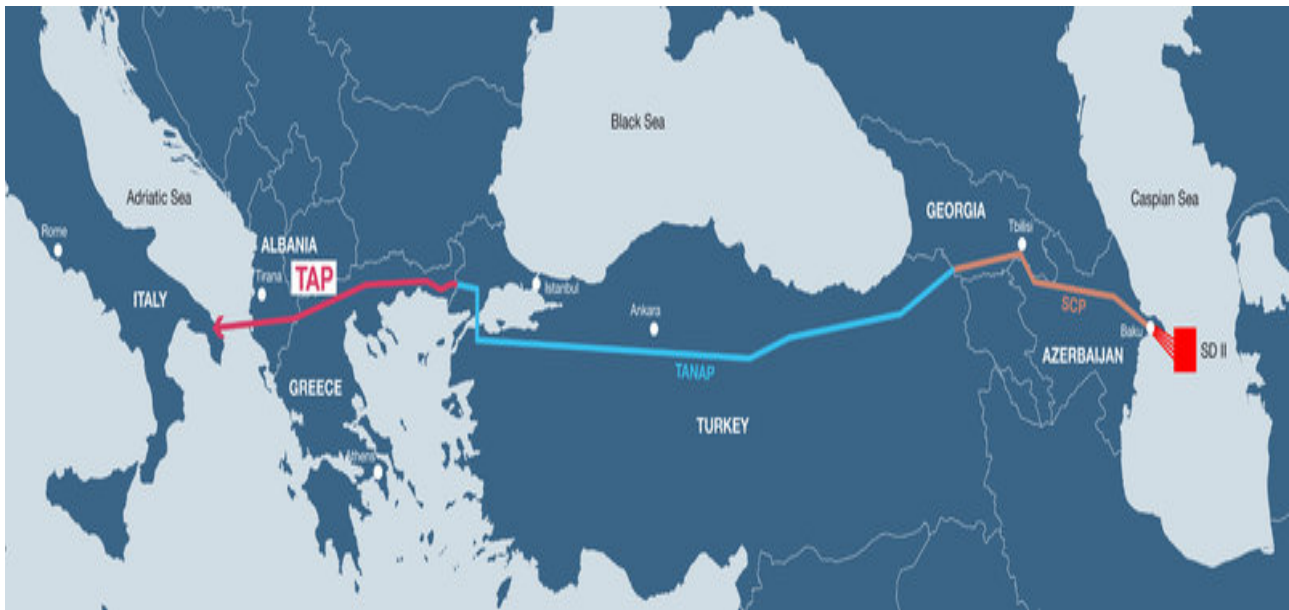 Black Sea
Adriatic Sea
Caspian Sea
GEORGIA
Tbilisi
Rome
ALBANIA
TAP
Tirana
Istanbul
ITALY
Ankara
SCP
Baku
SD II
AZERBAIJAN
TANAP
GREECE
TURKEY
Athens